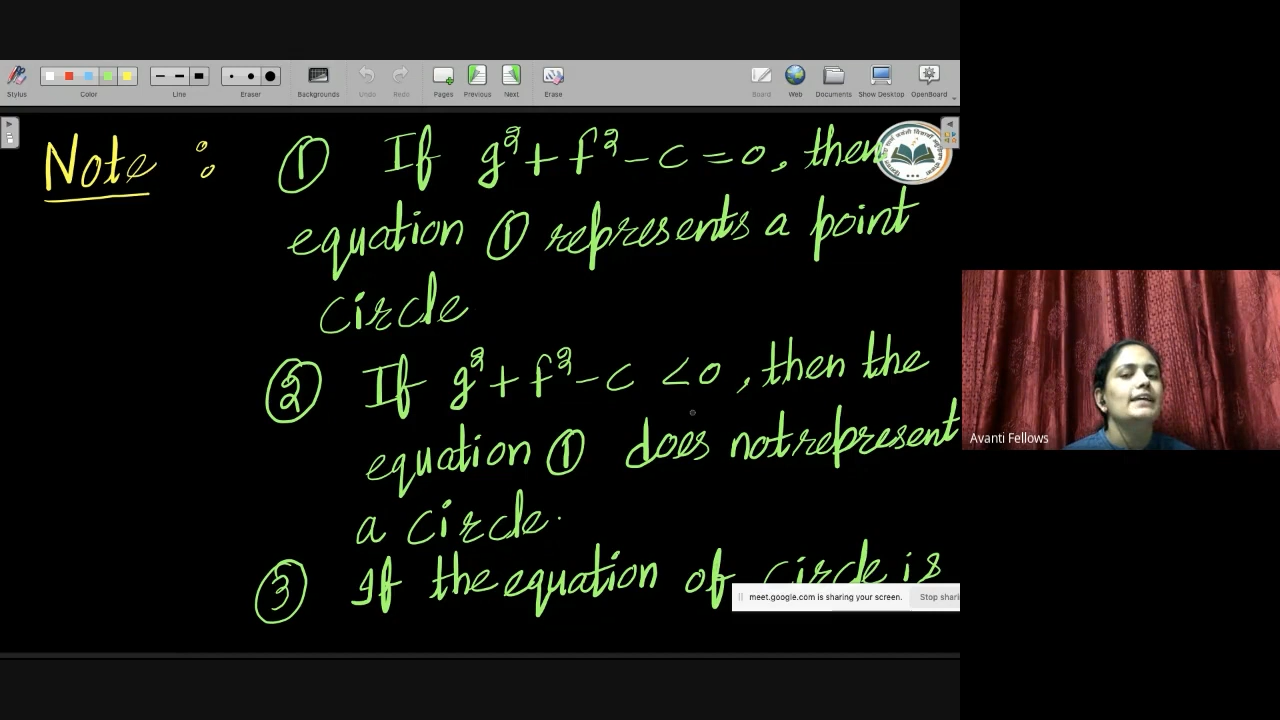 Stylus Color Line Eraser Backgrounds Undo Redo Pages Previous Next Erase Board Web Documents Show Desktop OpenBoard
Note : ① If g²+f²-c=0, then
equation ① represents a point
circle
② If g²+f²-c <0, then the
equation ① does not represent
a circle.
③ If the equation of circle is
meet.google.com is sharing your screen. Stop shari
Avanti Fellows